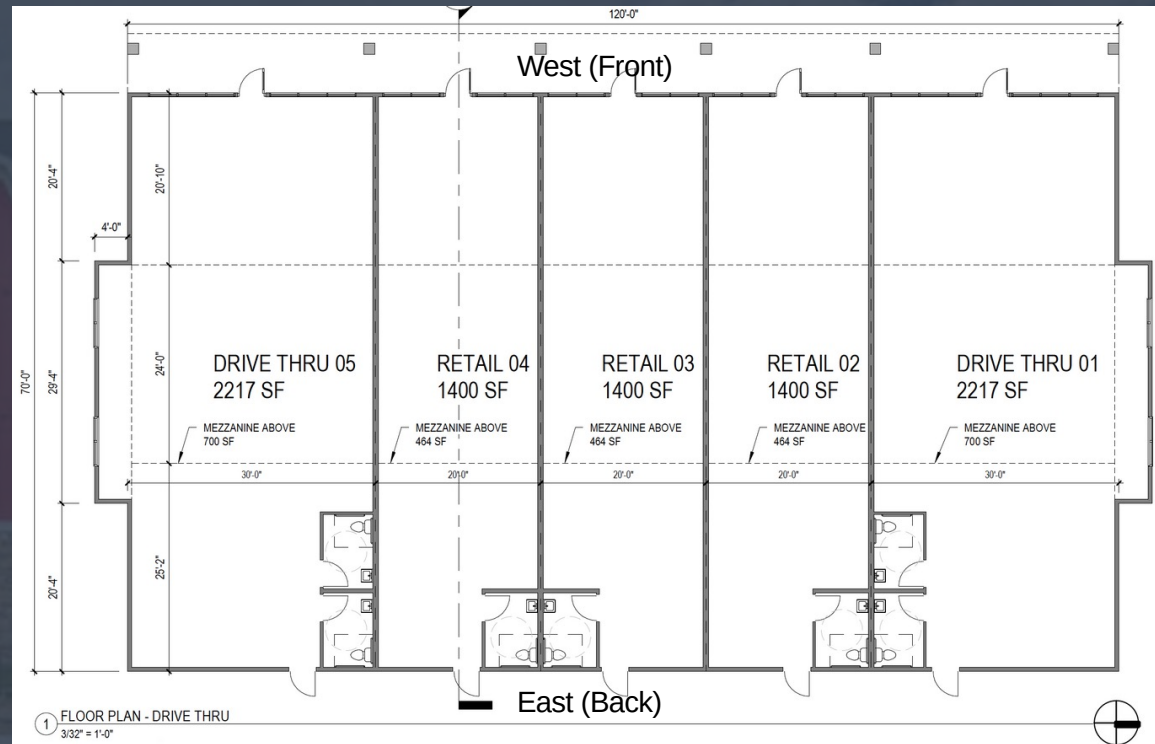 120'-0"
West (Front)
20'-4"
20'-10"
4'-0"
70'-0"
29'-4"
24'-0"
DRIVE THRU 05
2217 SF
RETAIL 04
1400 SF
RETAIL 03
1400 SF
RETAIL 02
1400 SF
DRIVE THRU 01
2217 SF
MEZZANINE ABOVE
700 SF
MEZZANINE ABOVE
464 SF
MEZZANINE ABOVE
464 SF
MEZZANINE ABOVE
464 SF
MEZZANINE ABOVE
700 SF
30'-0"
20'-0"
20'-0"
20'-0"
30'-0"
20'-4"
25'-2"
East (Back)
1 FLOOR PLAN - DRIVE THRU
3/32" = 1'-0"